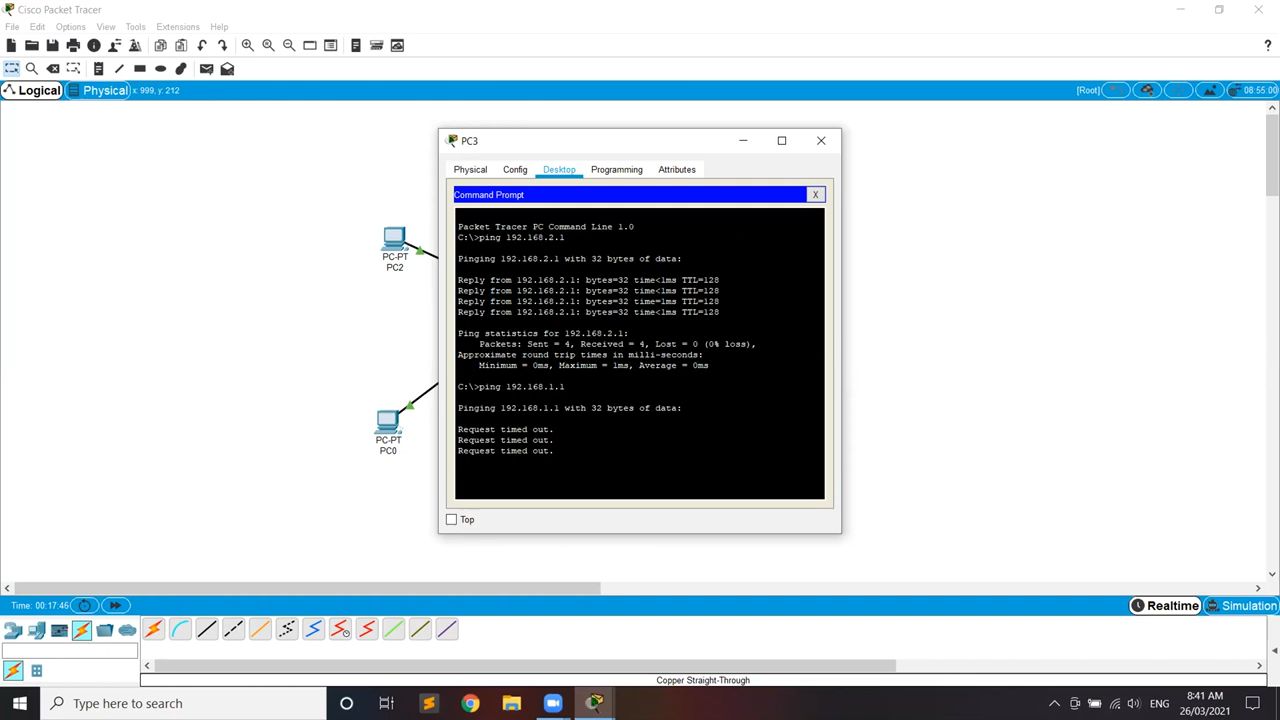 Cisco Packet Tracer
File Edit Options View Tools Extensions Help
Logical Physical x: 999, y: 212 [Root] 08:55:00
PC3
Physical Config Desktop Programming Attributes
Command Prompt X
Packet Tracer PC Command Line 1.0
C:\>ping 192.168.2.1
Pinging 192.168.2.1 with 32 bytes of data:
Reply from 192.168.2.1: bytes=32 time<1ms TTL=128
Reply from 192.168.2.1: bytes=32 time<1ms TTL=128
Reply from 192.168.2.1: bytes=32 time=1ms TTL=128
Reply from 192.168.2.1: bytes=32 time<1ms TTL=128
Ping statistics for 192.168.2.1:
Packets: Sent = 4, Received = 4, Lost = 0 (0% loss),
Approximate round trip times in milli-seconds:
Minimum = 0ms, Maximum = 1ms, Average = 0ms
C:\>ping 192.168.1.1
Pinging 192.168.1.1 with 32 bytes of data:
Request timed out.
Request timed out.
Request timed out.
Top
PC-PT
PC2
PC-PT
PC0
Time: 00:17:46 Realtime Simulation
Copper Straight-Through
Type here to search
ENG
8:41 AM
26/03/2021